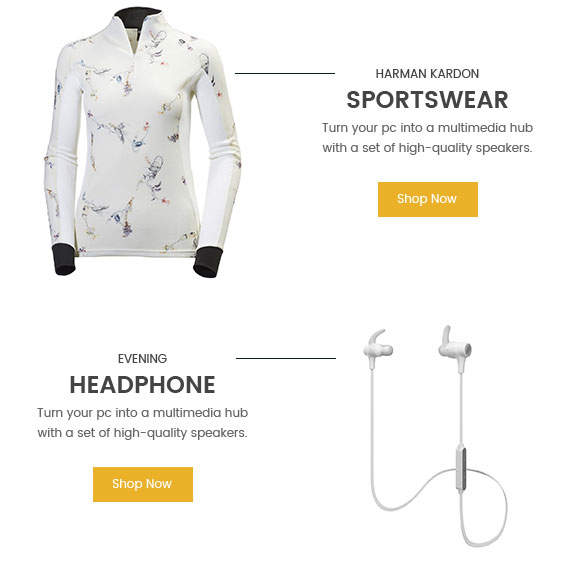 HARMAN KARDON
SPORTSWEAR
Turn your pc into a multimedia hub
with a set of high-quality speakers.
Shop Now
EVENING
HEADPHONE
Turn your pc into a multimedia hub
with a set of high-quality speakers.
Shop Now